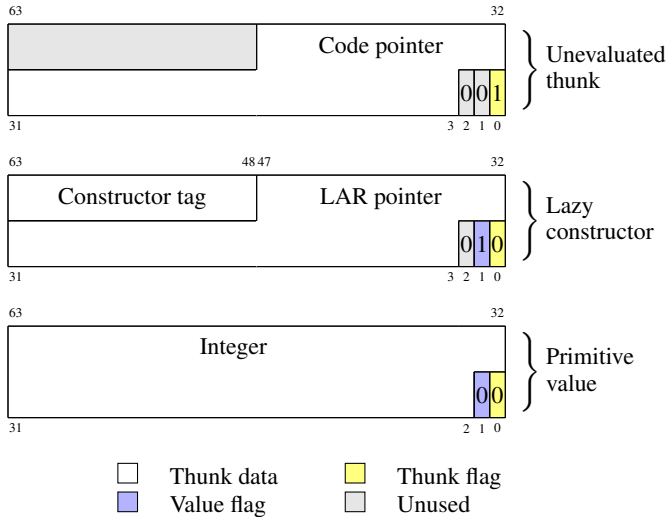 63 32
Code pointer
0 0 1
31 3 2 1 0
Unevaluated
thunk
63 48 47 32
Constructor tag LAR pointer
0 1 0
31 3 2 1 0
Lazy
constructor
63 32
Integer
0 0
31 2 1 0
Primitive
value
Thunk data Thunk flag
Value flag Unused